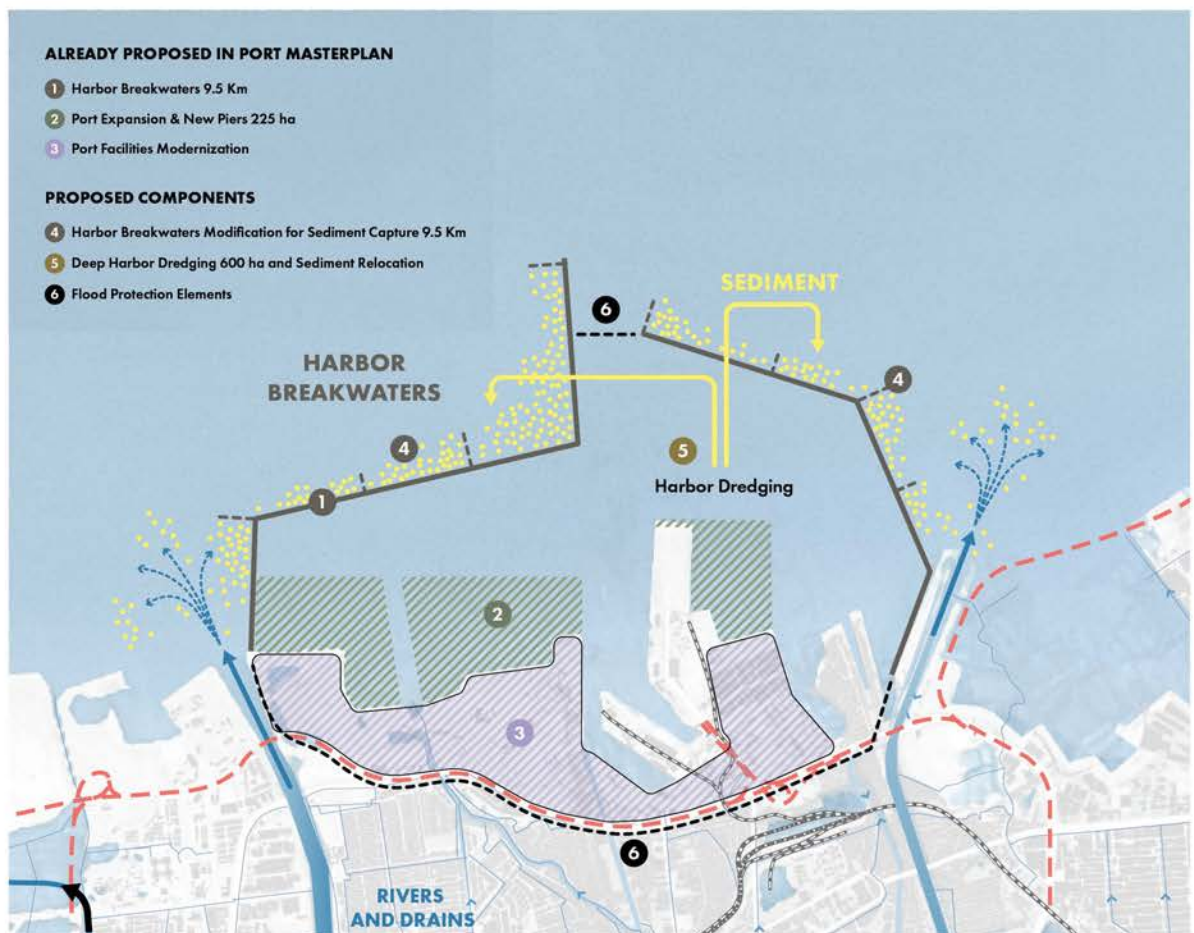 ALREADY PROPOSED IN PORT MASTERPLAN
1 Harbor Breakwaters 9.5 Km
2 Port Expansion & New Piers 225 ha
3 Port Facilities Modernization
PROPOSED COMPONENTS
4 Harbor Breakwaters Modification for Sediment Capture 9.5 Km
5 Deep Harbor Dredging 600 ha and Sediment Relocation
6 Flood Protection Elements
SEDIMENT
6
HARBOR
BREAKWATERS
4
4
5
Harbor Dredging
1
2
3
6
RIVERS
AND DRAINS